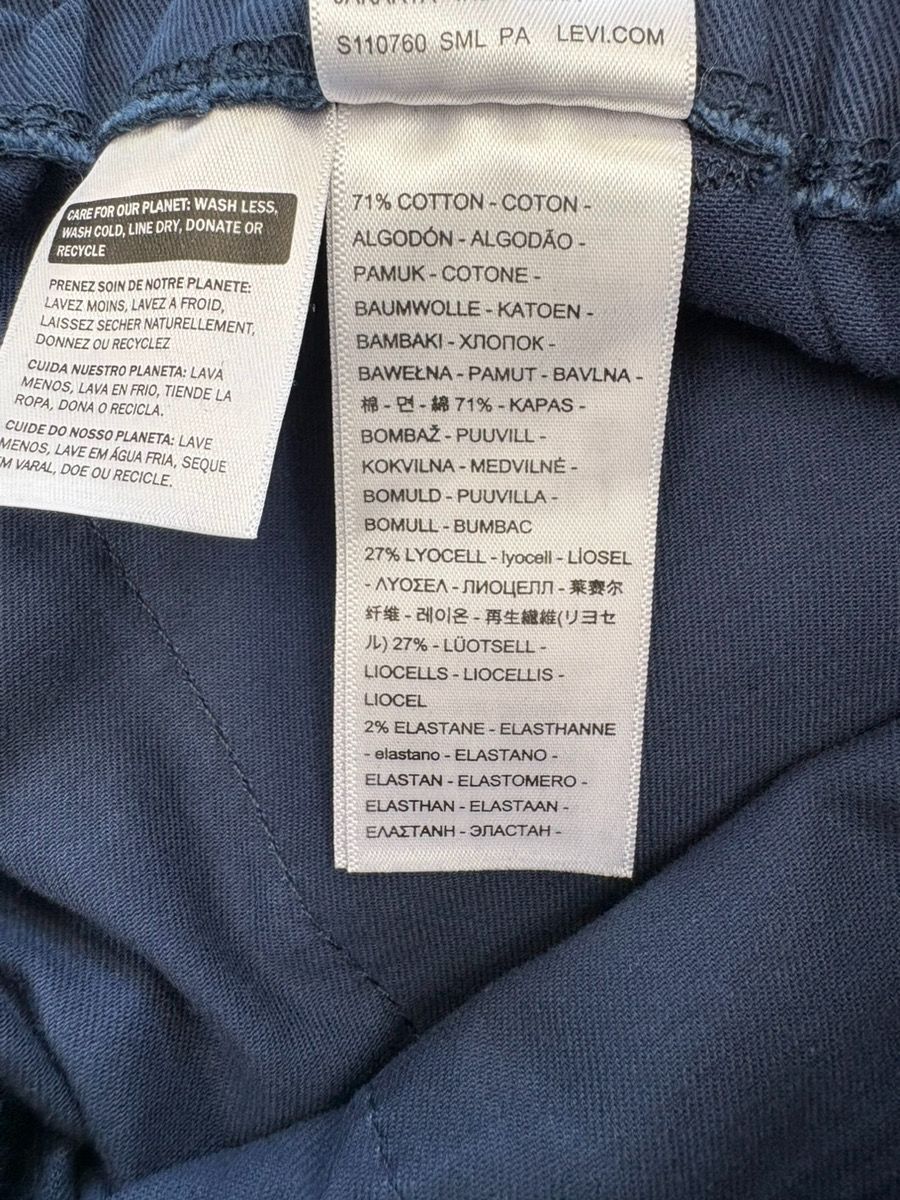 S110760 SML PA LEVI.COM
CARE FOR OUR PLANET: WASH LESS,
WASH COLD, LINE DRY, DONATE OR
RECYCLE
PRENEZ SOIN DE NOTRE PLANETE:
LAVEZ MOINS, LAVEZ A FROID,
LAISSEZ SECHER NATURELLEMENT,
DONNEZ OU RECYCLEZ
CUIDA NUESTRO PLANETA: LAVA
MENOS, LAVA EN FRIO, TIENDE LA
ROPA, DONA O RECICLA.
CUIDE DO NOSSO PLANETA: LAVE
MENOS, LAVE EM ÁGUA FRIA, SEQUE
EM VARAL, DOE OU RECICLE.
71% COTTON - COTON -
ALGODÓN - ALGODÃO -
PAMUK - COTONE -
BAUMWOLLE - KATOEN -
BAMBAKI - ХЛОПОК -
BAWEŁNA - PAMUT - BAVLNA -
棉 - 면 - 綿 71% - KAPAS -
BOMBAŽ - PUUVILL -
KOKVILNA - MEDVILNĖ -
BOMULD - PUUVILLA -
BOMULL - BUMBAC
27% LYOCELL - lyocell - LİOSEL
- ΛΥΟΣΕΛ - ЛИОЦЕЛЛ - 莱赛尔
纤维 - 레이온 - 再生繊維(リヨセ
ル) 27% - LÜOTSELL -
LIOCELLS - LIOCELLIS -
LIOCEL
2% ELASTANE - ELASTHANNE
- elastano - ELASTANO -
ELASTAN - ELASTOMERO -
ELASTHAN - ELASTAAN -
ΕΛΑΣΤΑΝΗ - ЭЛАСТАН -